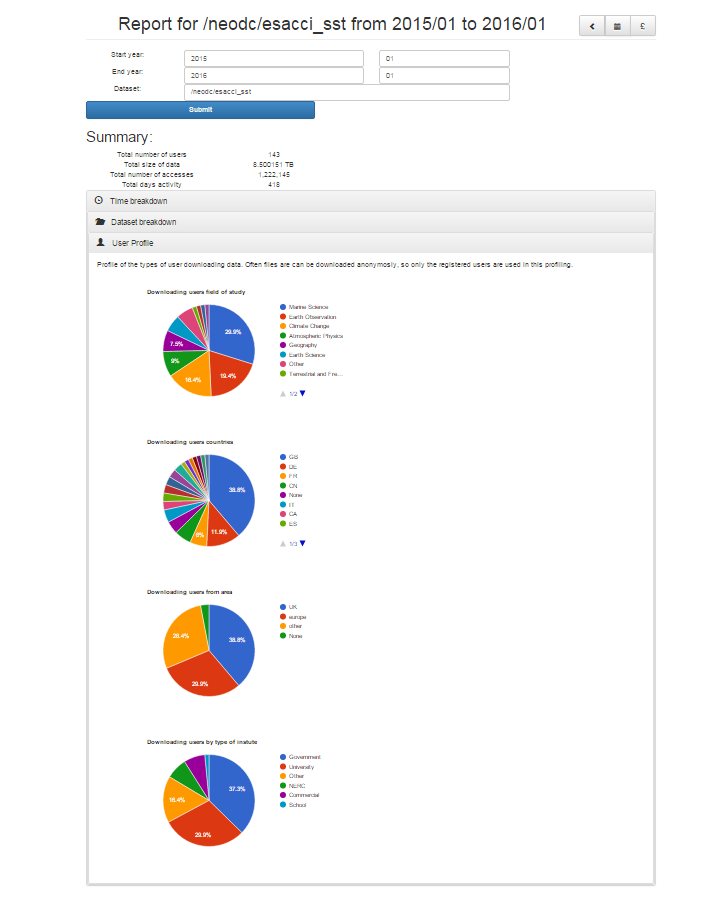 Report for /neodc/esacci_sst from 2015/01 to 2016/01
£
Start year: 2015 01
End year: 2016 01
Dataset: /neodc/esacci_sst
Submit
Summary:
Total number of users 143
Total size of data 8.500151 TB
Total number of accesses 1,222,145
Total days activity 418
Time breakdown
Dataset breakdown
User Profile
Profile of the types of user downloading data. Often files are can be downloaded anonymosly, so only the registered users are used in this profiling.
Downloading users field of study
29.9%
19.4%
16.4%
9%
7.5%
Marine Science
Earth Observation
Climate Change
Atmospheric Physics
Geography
Earth Science
Other
Terrestrial and Fre...
1/2
Downloading users countries
38.8%
11.9%
6%
GB
DE
FR
CN
None
IT
CA
ES
1/3
Downloading users from area
38.8%
29.9%
28.4%
UK
europe
other
None
Downloading users by type of instute
37.3%
29.9%
16.4%
Government
University
Other
NERC
Commercial
School